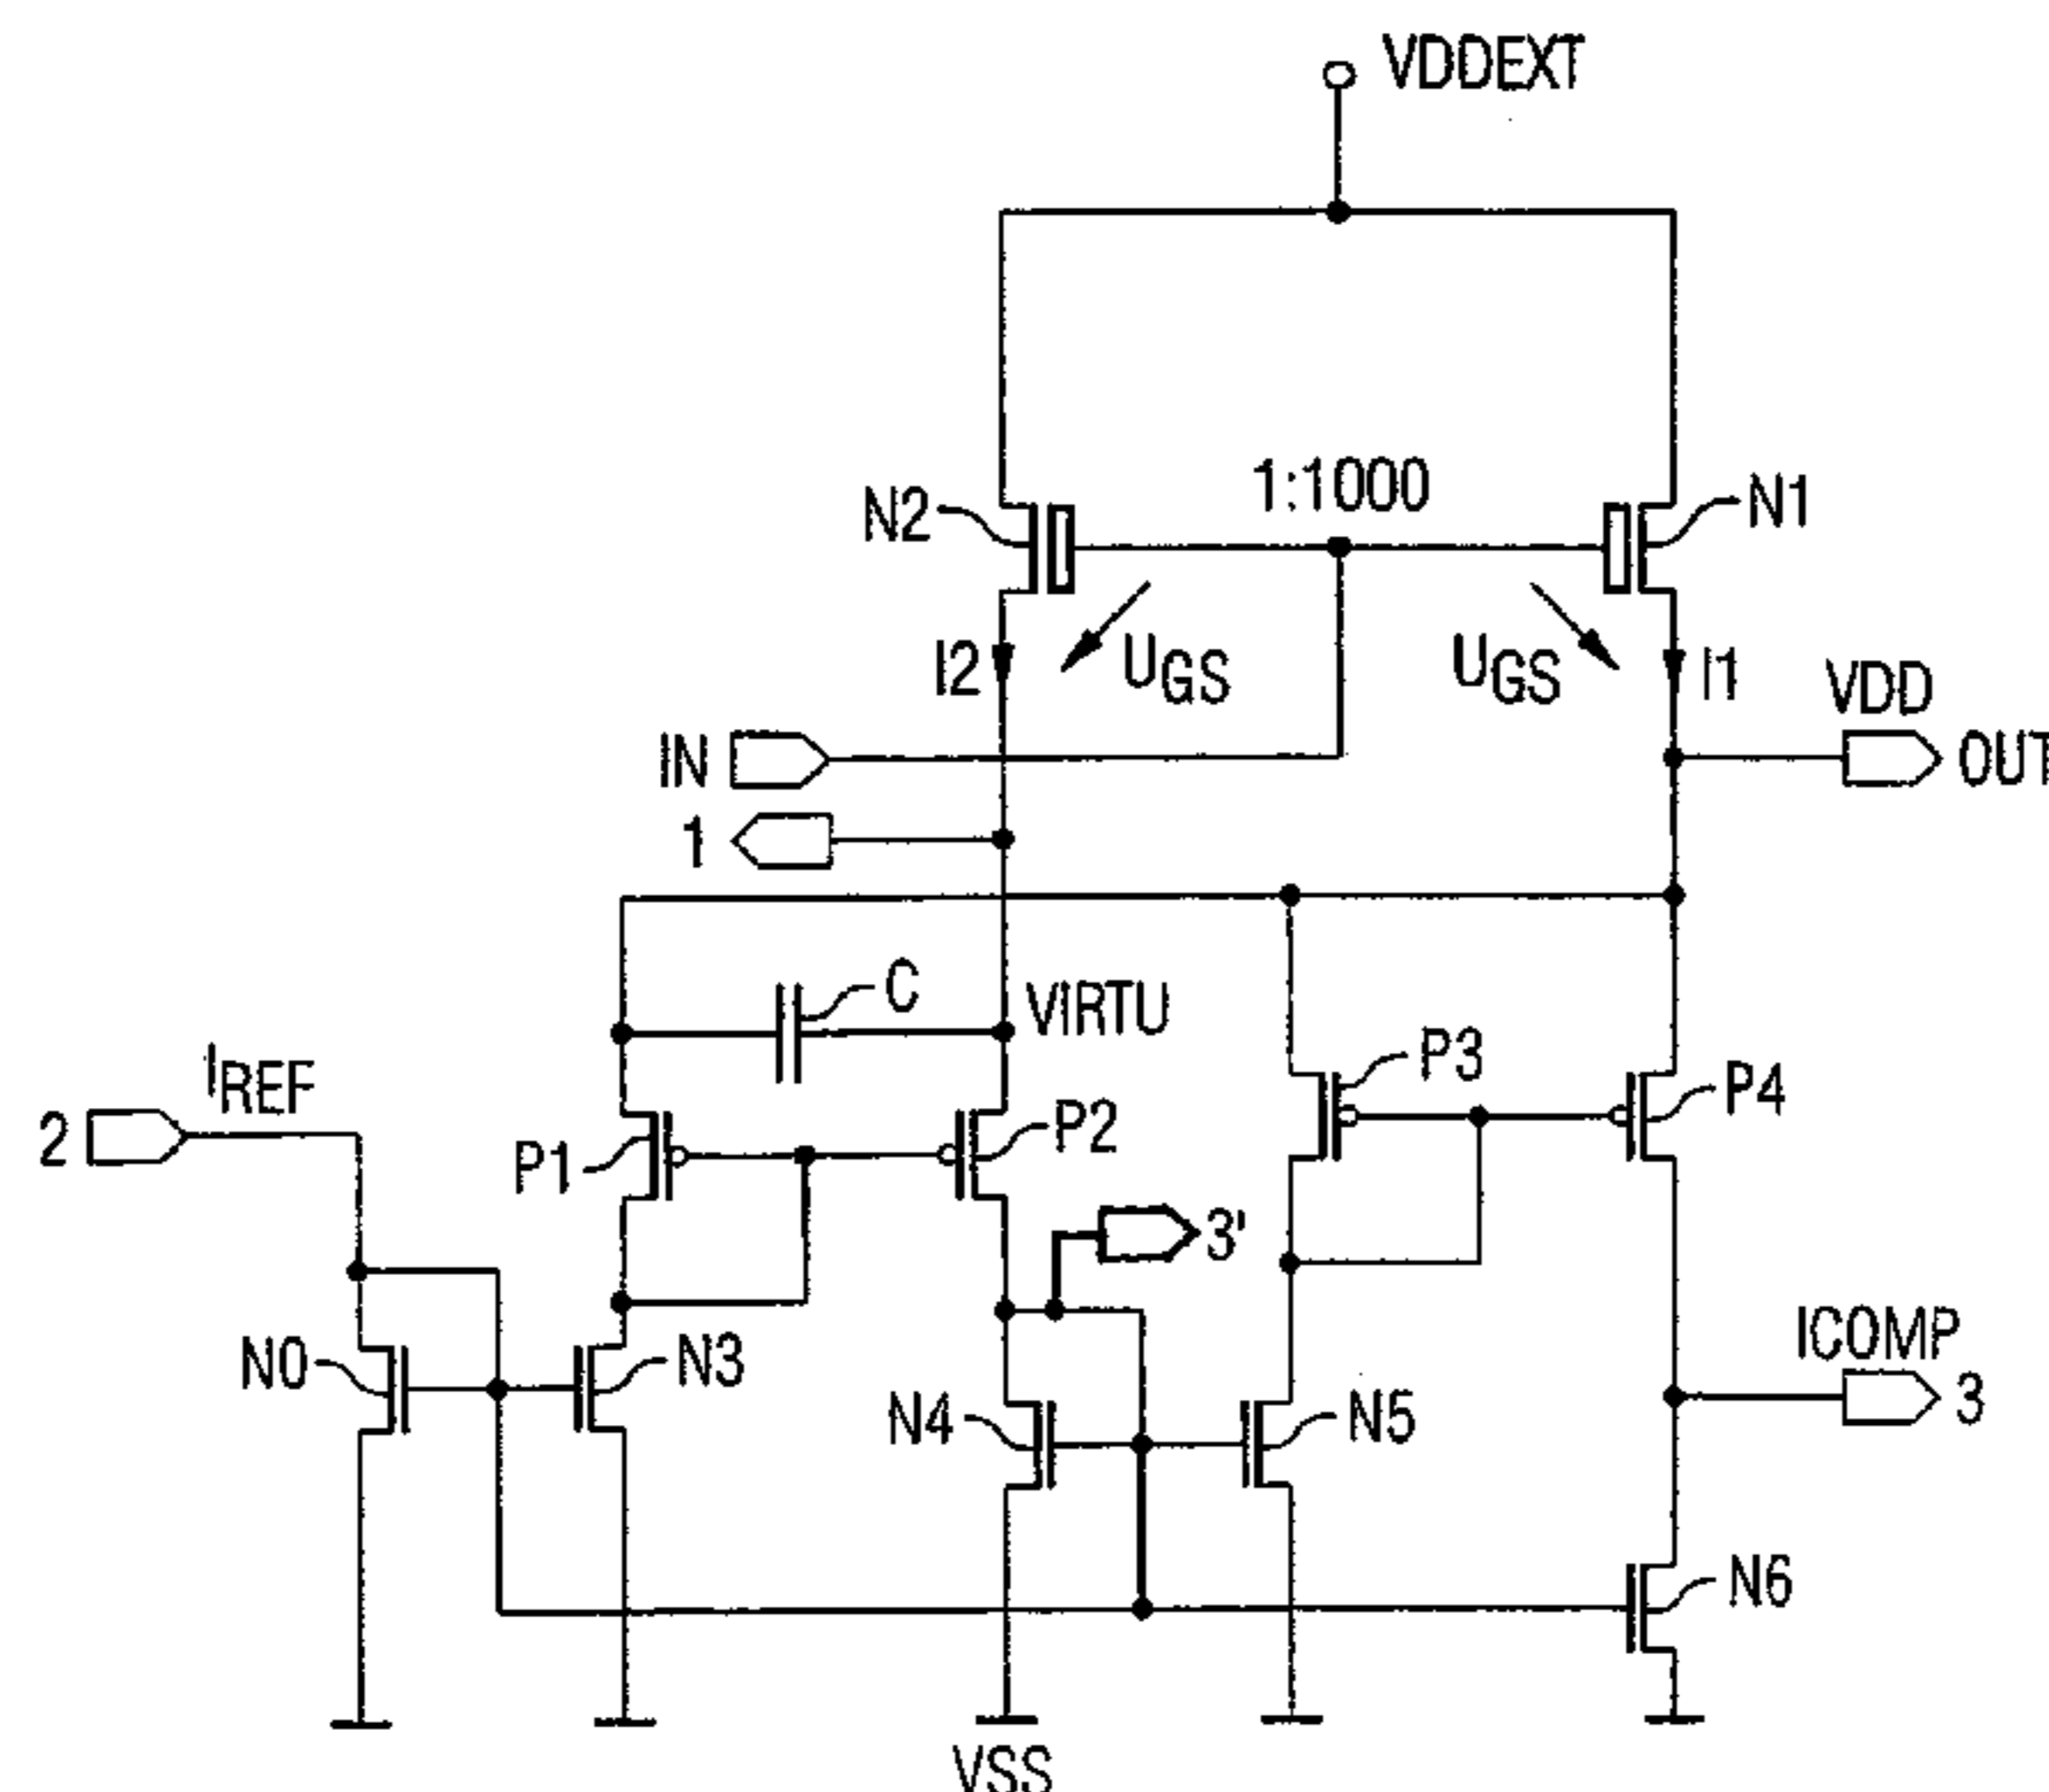 VDDEXT
N2
1:1000
N1
I2
UGS
UGS
I1
VDD
IN
OUT
1
C
VIRTU
IREF
P3
P4
2
P1
P2
3'
N0
N3
ICOMP
N4
N5
3
N6
VSS